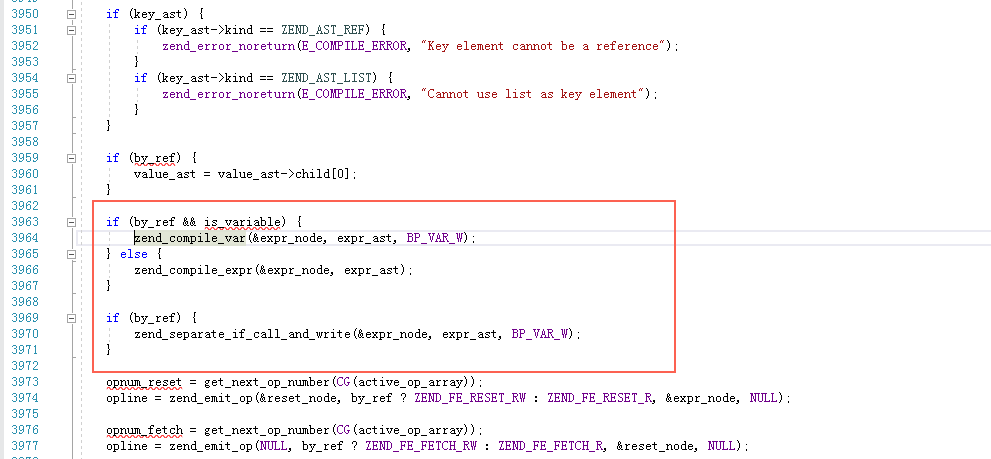 3950 if (key_ast) {
3951 if (key_ast->kind == ZEND_AST_REF) {
3952 zend_error_noreturn(E_COMPILE_ERROR, "Key element cannot be a reference");
3953 }
3954 if (key_ast->kind == ZEND_AST_LIST) {
3955 zend_error_noreturn(E_COMPILE_ERROR, "Cannot use list as key element");
3956 }
3957 }
3958
3959 if (by_ref) {
3960 value_ast = value_ast->child[0];
3961 }
3962
3963 if (by_ref && is_variable) {
3964 zend_compile_var(&expr_node, expr_ast, BP_VAR_W);
3965 } else {
3966 zend_compile_expr(&expr_node, expr_ast);
3967 }
3968
3969 if (by_ref) {
3970 zend_separate_if_call_and_write(&expr_node, expr_ast, BP_VAR_W);
3971 }
3972
3973 opnum_reset = get_next_op_number(CG(active_op_array));
3974 opline = zend_emit_op(&reset_node, by_ref ? ZEND_FE_RESET_RW : ZEND_FE_RESET_R, &expr_node, NULL);
3975
3976 opnum_fetch = get_next_op_number(CG(active_op_array));
3977 opline = zend_emit_op(NULL, by_ref ? ZEND_FE_FETCH_RW : ZEND_FE_FETCH_R, &reset_node, NULL);